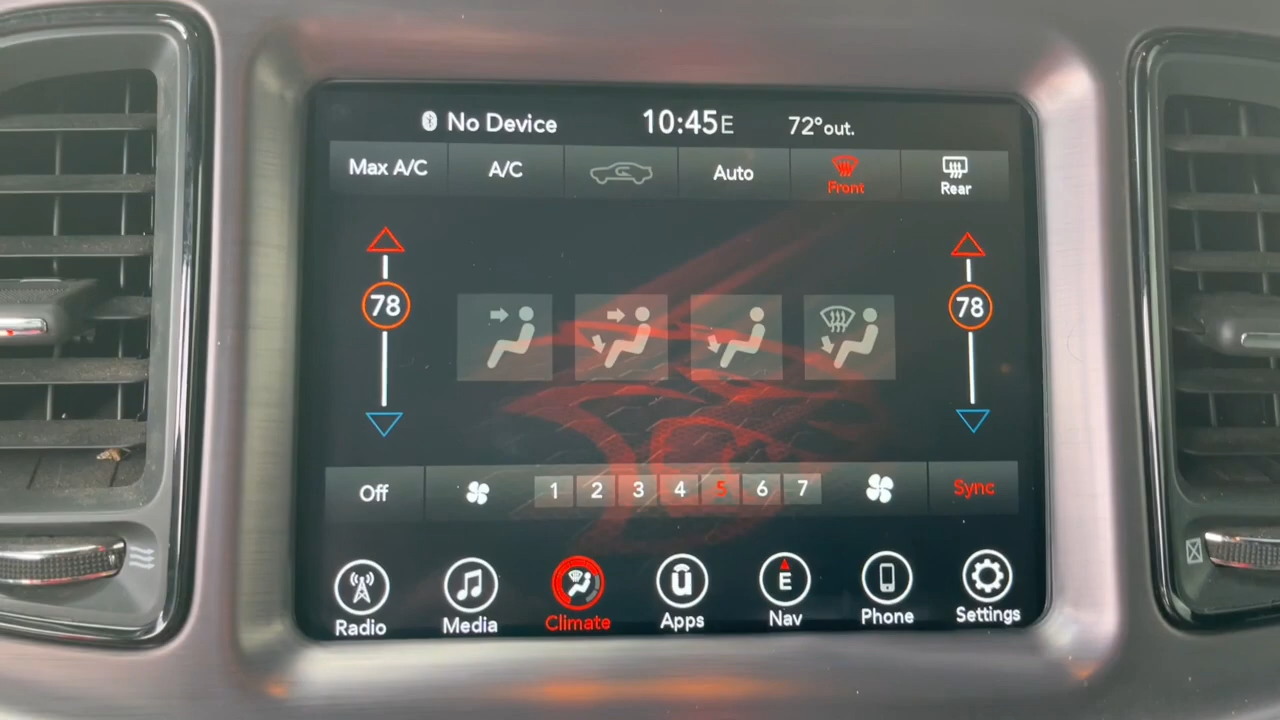 No Device 10:45E 72°out.
Max A/C A/C Auto Front Rear
78 78
Off 1 2 3 4 5 6 7 Sync
E
Radio Media Climate Apps Nav Phone Settings